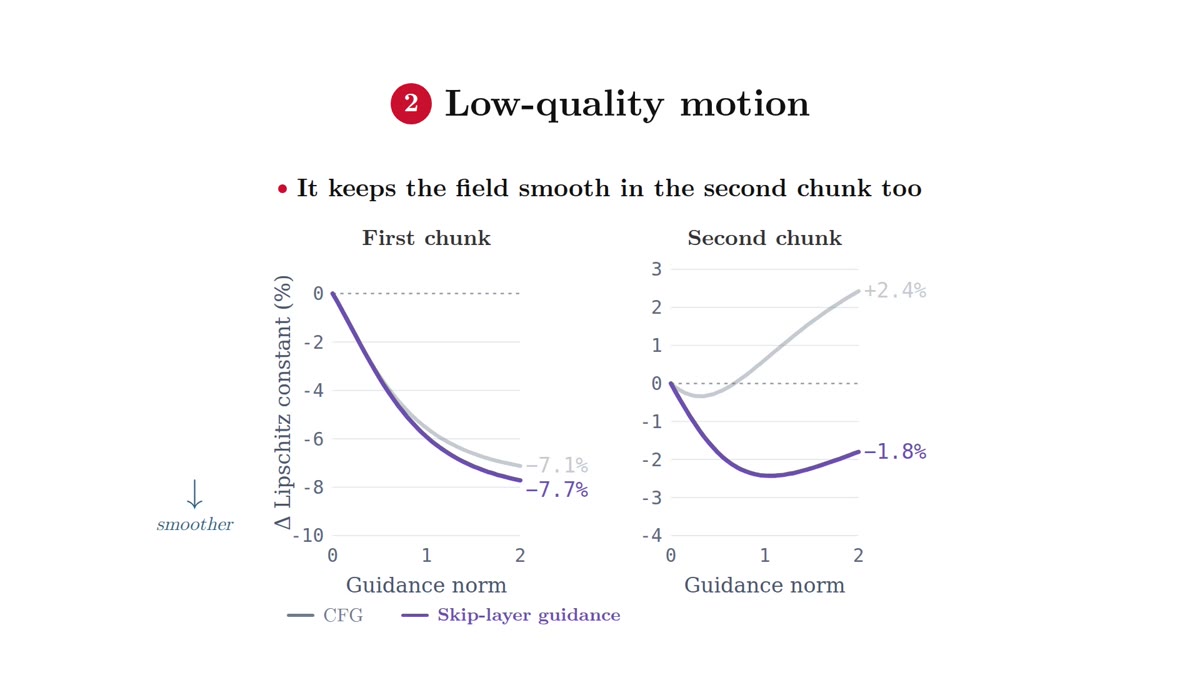 2 Low-quality motion
• It keeps the field smooth in the second chunk too
First chunk
Δ Lipschitz constant (%)
0
-2
-4
-6
-8
-10
0 1 2
−7.1%
−7.7%
Guidance norm
Second chunk
3
2
1
0
-1
-2
-3
-4
0 1 2
+2.4%
−1.8%
Guidance norm
↓
smoother
CFG Skip-layer guidance